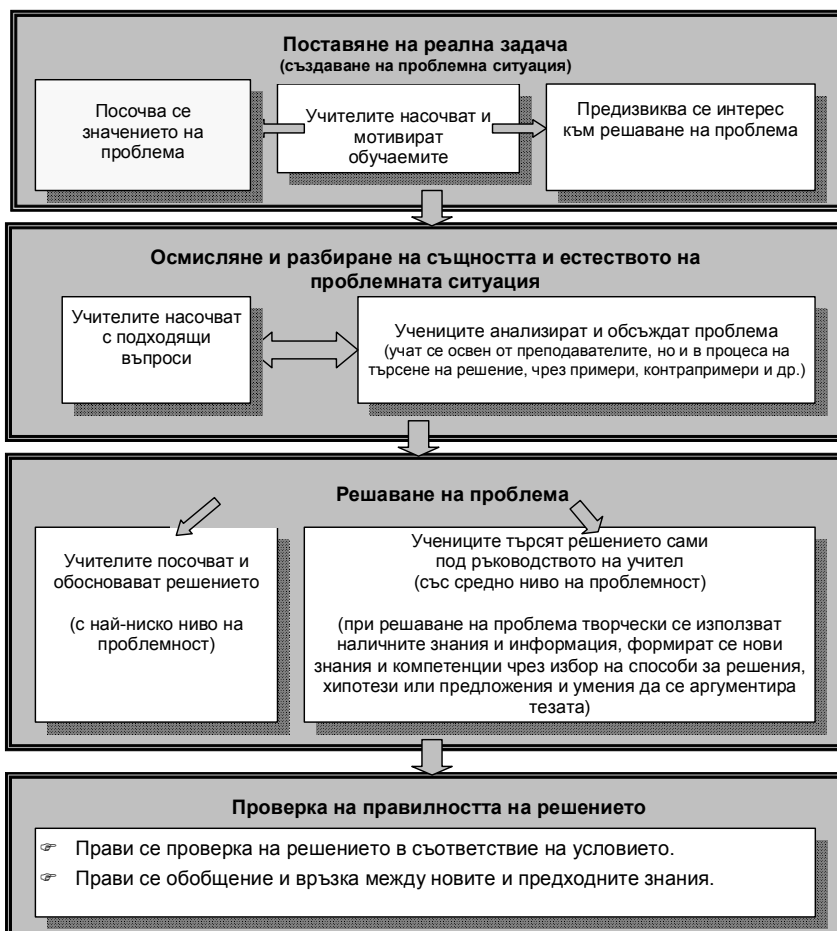 Поставяне на реална задача
(създаване на проблемна ситуация)
Посочва се
значението на
проблема
Учителите насочват и
мотивират
обучаемите
Предизвиква се интерес
към решаване на проблема
Осмисляне и разбиране на същността и естеството на
проблемната ситуация
Учителите насочват
с подходящи
въпроси
Учениците анализират и обсъждат проблема
(учат се освен от преподавателите, но и в процеса на
търсене на решение, чрез примери, контрапримери и др.)
Решаване на проблема
Учителите посочват и
обосновават решението
(с най-ниско ниво на
проблемност)
Учениците търсят решението сами
под ръководството на учител
(със средно ниво на проблемност)
(при решаване на проблема творчески се използват
наличните знания и информация, формират се нови
знания и компетенции чрез избор на способи за решения,
хипотези или предложения и умения да се аргументира
тезата)
Проверка на правилността на решението
☞ Прави се проверка на решението в съответствие на условието.
☞ Прави се обобщение и връзка между новите и предходните знания.